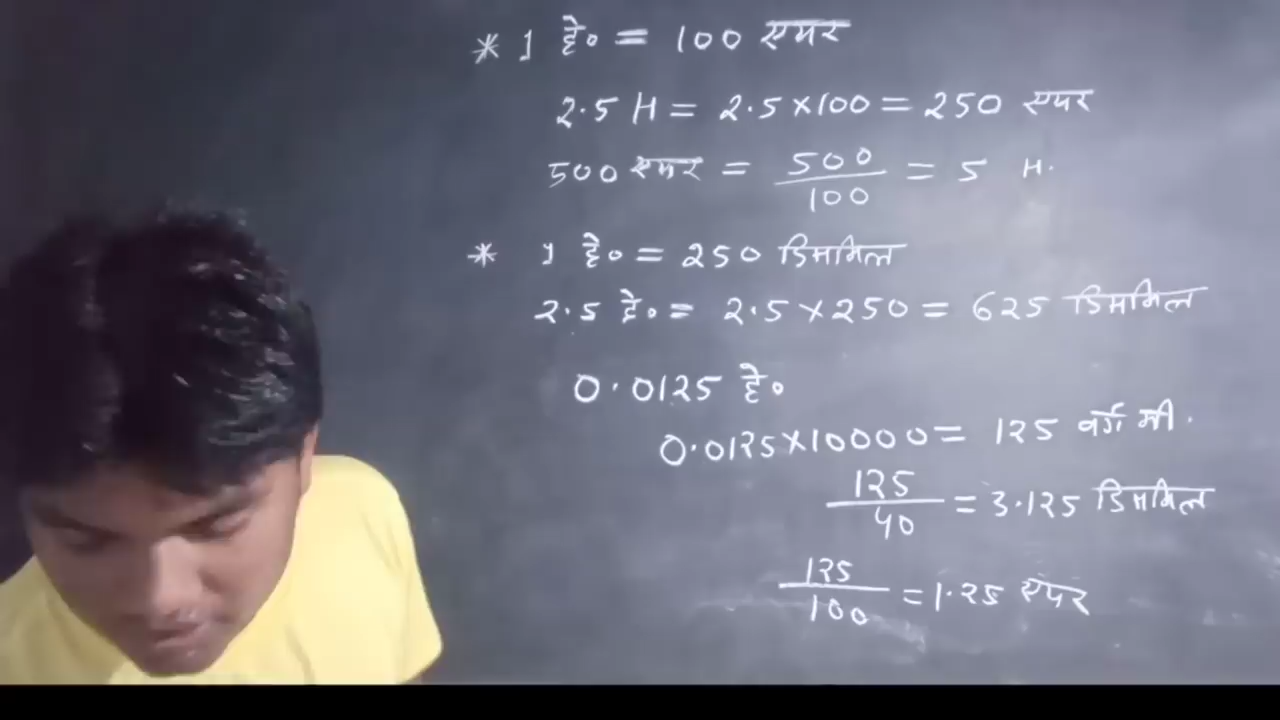 * 1 हे० = 100 एयर
2.5 H = 2.5 × 100 = 250 एयर
500 एयर = 500/100 = 5 H.
* 1 हे० = 250 डिसमिल
2.5 हे० = 2.5 × 250 = 625 डिसमिल
0.0125 हे०
0.0125 × 10000 = 125 वर्ग मी.
125/40 = 3.125 डिसमिल
125/100 = 1.25 एयर